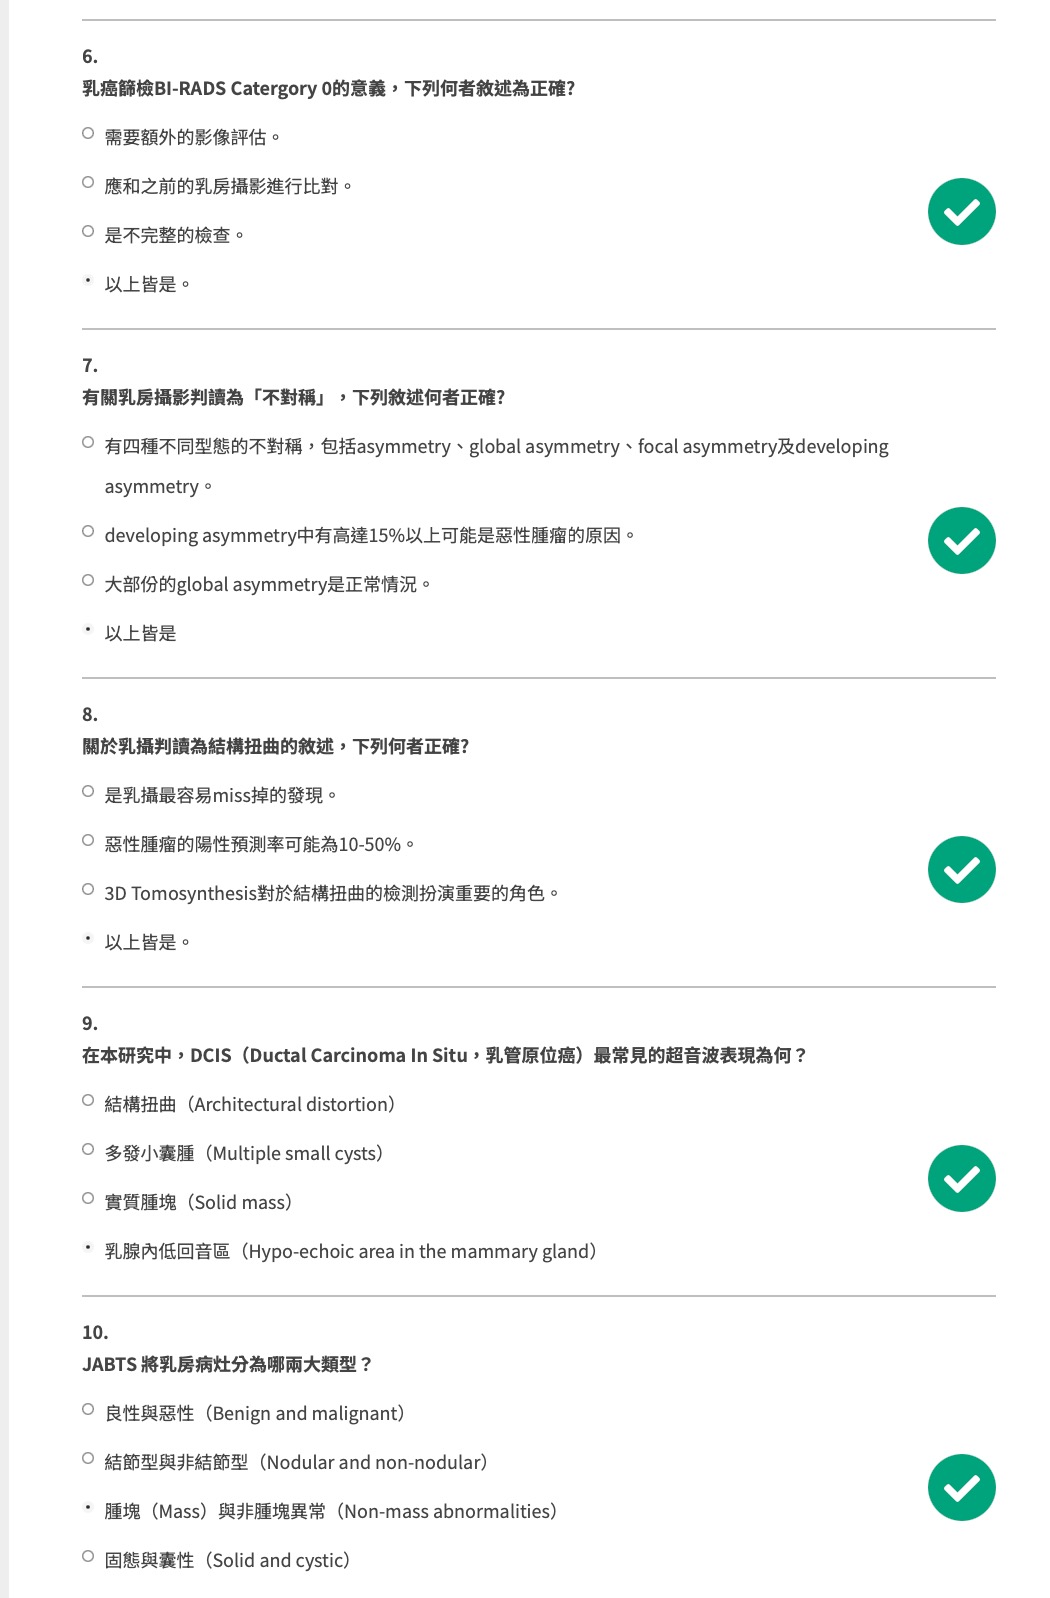 6.
乳癌篩檢BI-RADS Catergory 0的意義，下列何者敘述為正確?
需要額外的影像評估。
應和之前的乳房攝影進行比對。
是不完整的檢查。
以上皆是。
7.
有關乳房攝影判讀為「不對稱」，下列敘述何者正確?
有四種不同型態的不對稱，包括asymmetry、global asymmetry、focal asymmetry及developing
asymmetry。
developing asymmetry中有高達15%以上可能是惡性腫瘤的原因。
大部份的global asymmetry是正常情況。
以上皆是
8.
關於乳攝判讀為結構扭曲的敘述，下列何者正確?
是乳攝最容易miss掉的發現。
惡性腫瘤的陽性預測率可能為10-50%。
3D Tomosynthesis對於結構扭曲的檢測扮演重要的角色。
以上皆是。
9.
在本研究中，DCIS（Ductal Carcinoma In Situ，乳管原位癌）最常見的超音波表現為何？
結構扭曲（Architectural distortion）
多發小囊腫（Multiple small cysts）
實質腫塊（Solid mass）
乳腺內低回音區（Hypo-echoic area in the mammary gland）
10.
JABTS 將乳房病灶分為哪兩大類型？
良性與惡性（Benign and malignant）
結節型與非結節型（Nodular and non-nodular）
腫塊（Mass）與非腫塊異常（Non-mass abnormalities）
固態與囊性（Solid and cystic）